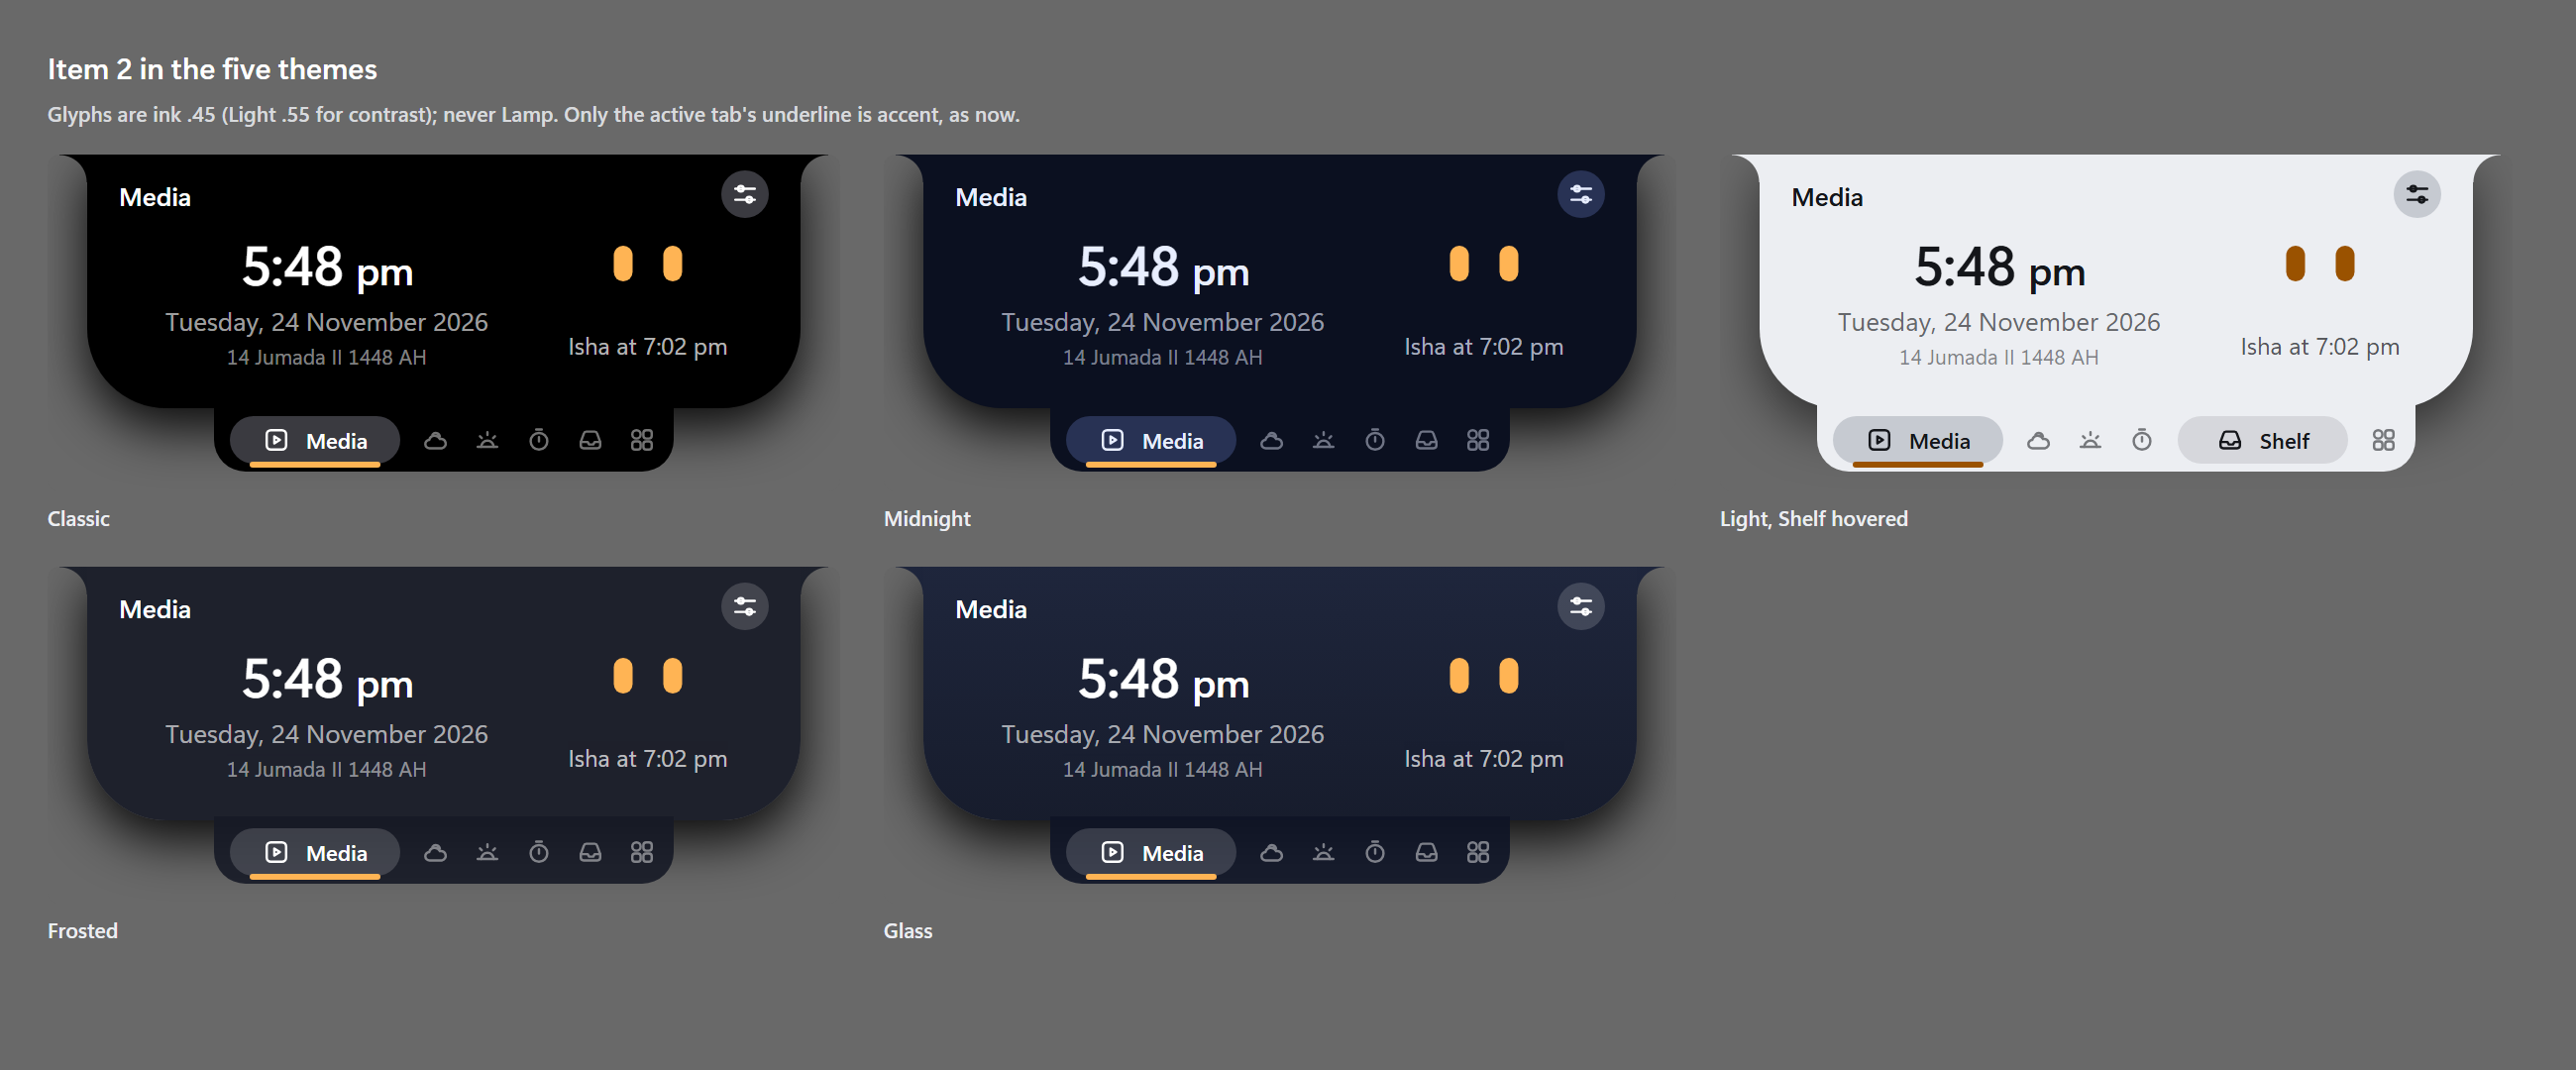 Item 2 in the five themes
Glyphs are ink .45 (Light .55 for contrast); never Lamp. Only the active tab's underline is accent, as now.
Media
5:48 pm
Tuesday, 24 November 2026
14 Jumada II 1448 AH
Isha at 7:02 pm
Media
Classic
Media
5:48 pm
Tuesday, 24 November 2026
14 Jumada II 1448 AH
Isha at 7:02 pm
Media
Midnight
Media
5:48 pm
Tuesday, 24 November 2026
14 Jumada II 1448 AH
Isha at 7:02 pm
Media
Shelf
Light, Shelf hovered
Media
5:48 pm
Tuesday, 24 November 2026
14 Jumada II 1448 AH
Isha at 7:02 pm
Media
Frosted
Media
5:48 pm
Tuesday, 24 November 2026
14 Jumada II 1448 AH
Isha at 7:02 pm
Media
Glass